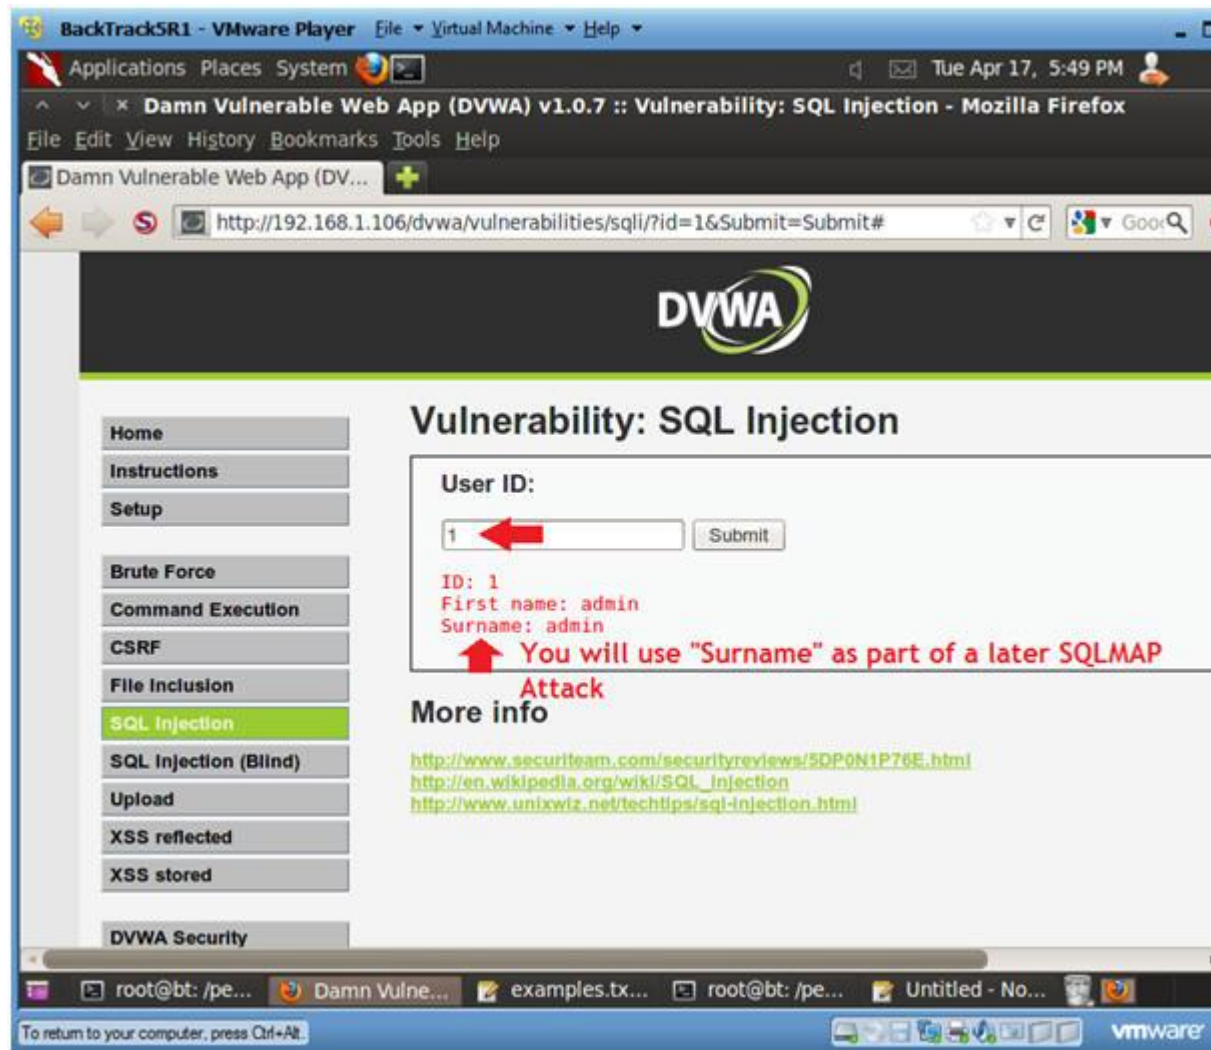 BackTrack5R1 - VMware Player File Virtual Machine Help
Applications Places System Tue Apr 17, 5:49 PM
Damn Vulnerable Web App (DVWA) v1.0.7 :: Vulnerability: SQL Injection - Mozilla Firefox
File Edit View History Bookmarks Tools Help
Damn Vulnerable Web App (DV...
http://192.168.1.106/dvwa/vulnerabilities/sqli/?id=1&Submit=Submit# Goo
DVWA
Home
Instructions
Setup
Brute Force
Command Execution
CSRF
File Inclusion
SQL Injection
SQL Injection (Blind)
Upload
XSS reflected
XSS stored
DVWA Security
Vulnerability: SQL Injection
User ID:
1 Submit
ID: 1
First name: admin
Surname: admin
You will use "Surname" as part of a later SQLMAP
Attack
More info
http://www.securiteam.com/securityreviews/5DP0N1P76E.html
http://en.wikipedia.org/wiki/SQL_injection
http://www.unixwiz.net/techtips/sql-injection.html
root@bt: /pe... Damn Vulne... examples.tx... root@bt: /pe... Untitled - No...
To return to your computer, press Ctrl+Alt. vmware